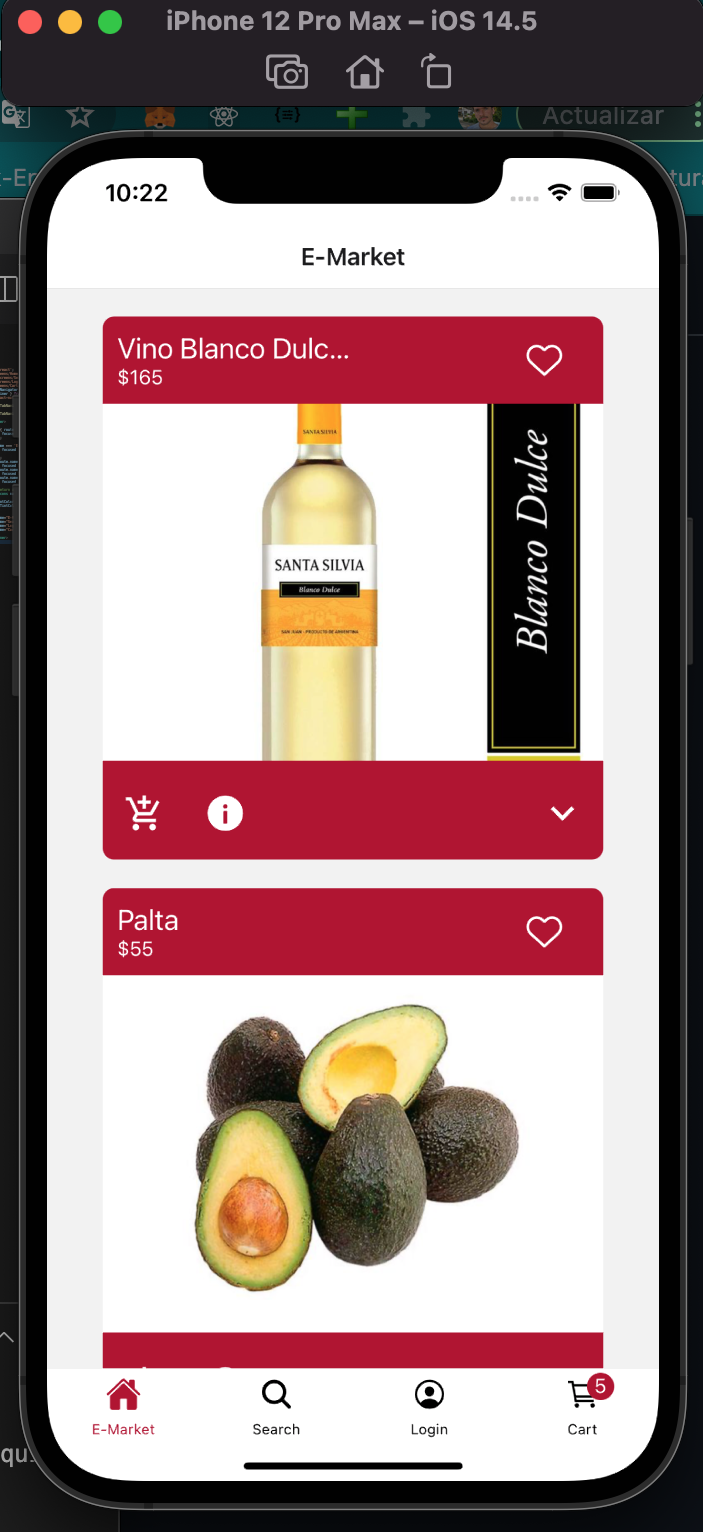 iPhone 12 Pro Max – iOS 14.5
Actualizar
10:22
E-Market
Vino Blanco Dulc...
$165
SANTA SILVIA
SANTA SILVIA
Blanco Dulce
SAN JUAN - PRODUCTO DE ARGENTINA
Blanco Dulce
Palta
$55
5
E-Market
Search
Login
Cart